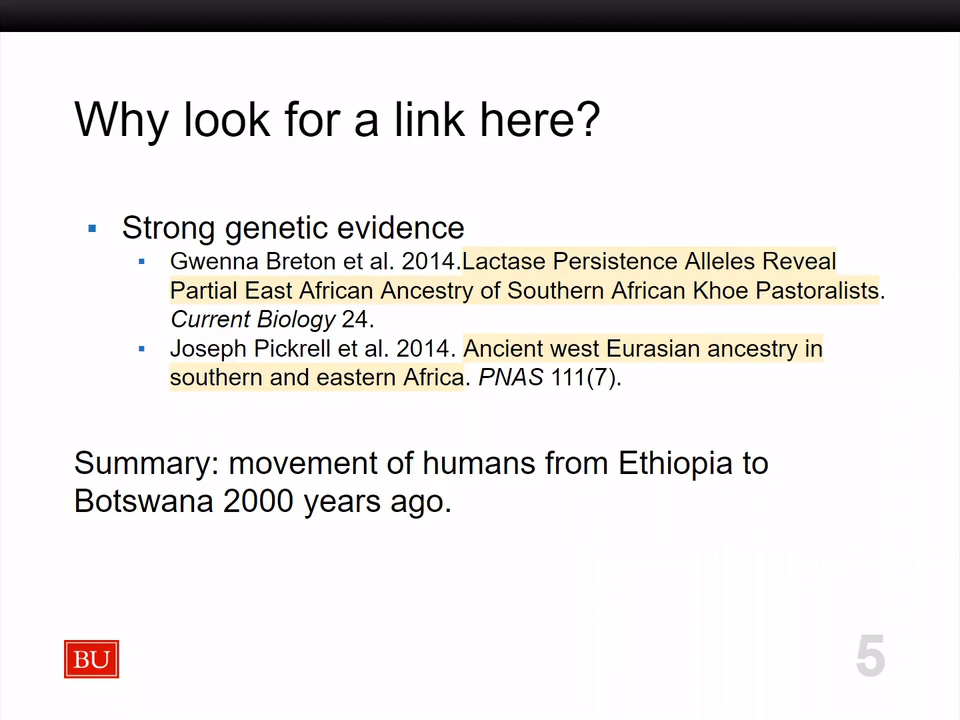 Why look for a link here?
Strong genetic evidence
Gwenna Breton et al. 2014.Lactase Persistence Alleles Reveal
Partial East African Ancestry of Southern African Khoe Pastoralists.
Current Biology 24.
Joseph Pickrell et al. 2014. Ancient west Eurasian ancestry in
southern and eastern Africa. PNAS 111(7).
Summary: movement of humans from Ethiopia to
Botswana 2000 years ago.
BU
5